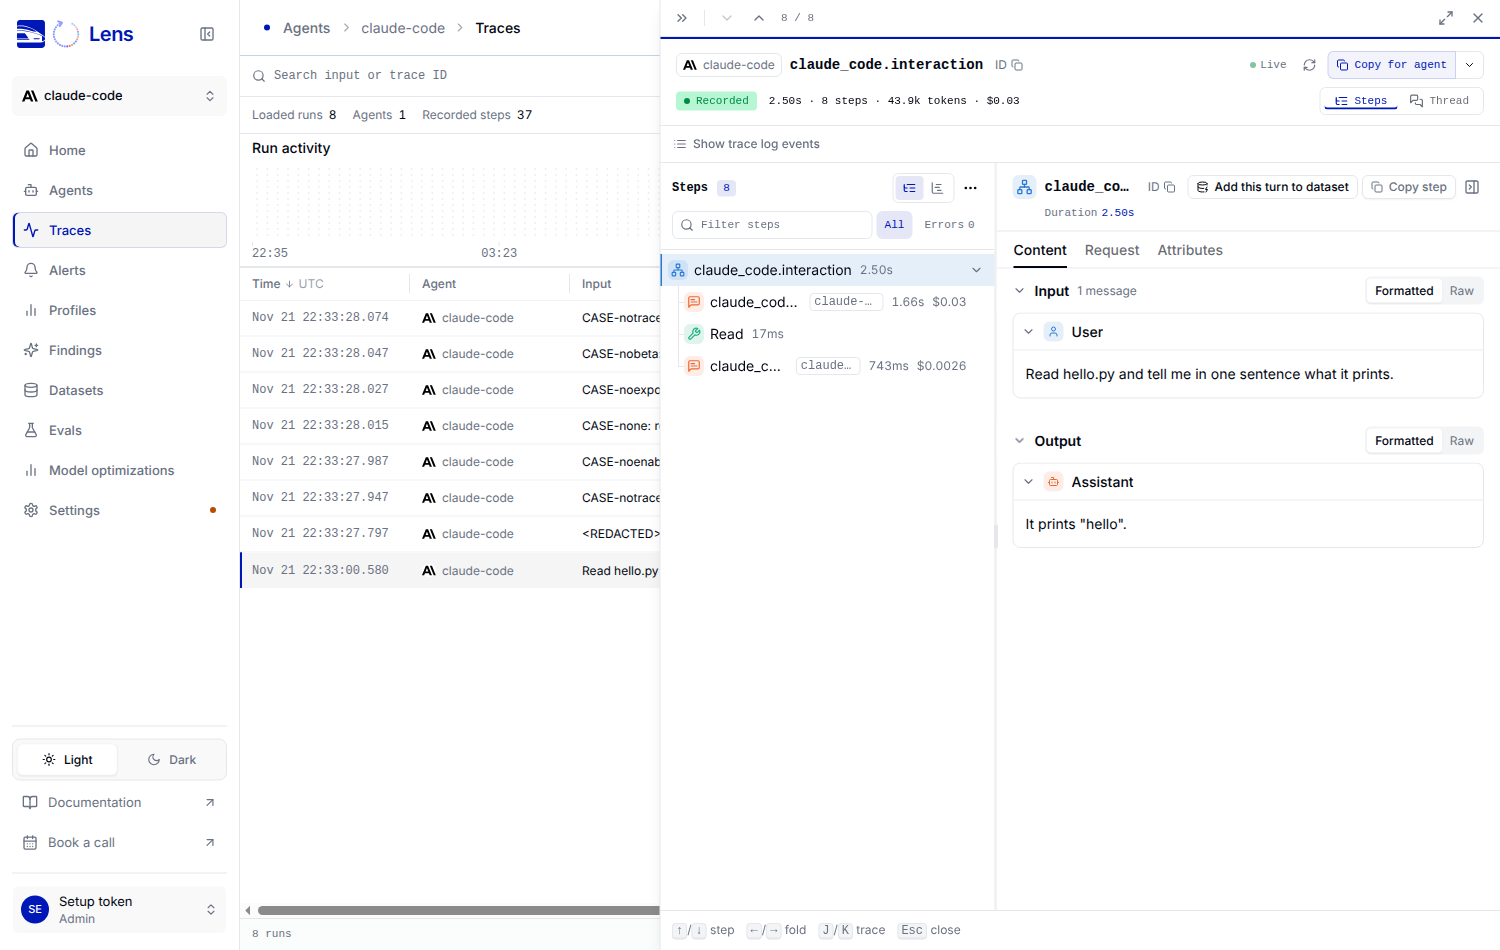 Lens
claude-code
Home
Agents
Traces
Alerts
Profiles
Findings
Datasets
Evals
Model optimizations
Settings
Light
Dark
Documentation
Book a call
SE
Setup token
Admin
Agents
claude-code
Traces
Search input or trace ID
Loaded runs 8 Agents 1 Recorded steps 37
Run activity
22:35 03:23
Time UTC Agent Input
Nov 21 22:33:28.074 claude-code CASE-notrace
Nov 21 22:33:28.047 claude-code CASE-nobeta
Nov 21 22:33:28.027 claude-code CASE-noexpo
Nov 21 22:33:28.015 claude-code CASE-none: r
Nov 21 22:33:27.987 claude-code CASE-noenab
Nov 21 22:33:27.947 claude-code CASE-notrace
Nov 21 22:33:27.797 claude-code <REDACTED>
Nov 21 22:33:00.580 claude-code Read hello.py
8 runs
8 / 8
claude-code claude_code.interaction ID
Live
Copy for agent
Recorded 2.50s · 8 steps · 43.9k tokens · $0.03
Steps Thread
Show trace log events
Steps 8
Filter steps
All Errors 0
claude_code.interaction 2.50s
claude_cod... claude-... 1.66s $0.03
Read 17ms
claude_c... claude... 743ms $0.0026
claude_co... ID Add this turn to dataset Copy step
Duration 2.50s
Content Request Attributes
Input 1 message Formatted Raw
User
Read hello.py and tell me in one sentence what it prints.
Output Formatted Raw
Assistant
It prints "hello".
↑/↓ step ←/→ fold J/K trace Esc close